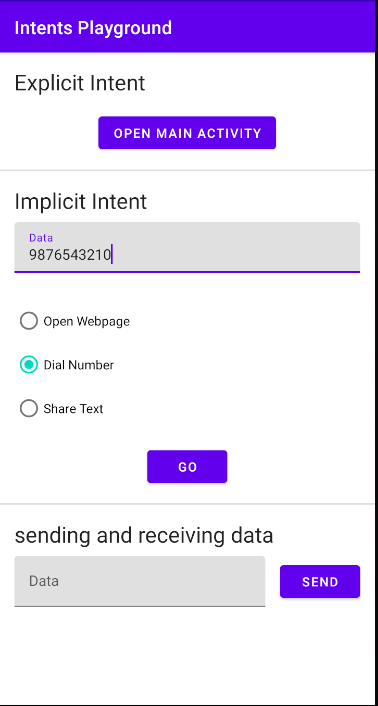 Intents Playground
Explicit Intent
OPEN MAIN ACTIVITY
Implicit Intent
Data
9876543210
Open Webpage
Dial Number
Share Text
GO
sending and receiving data
Data
SEND